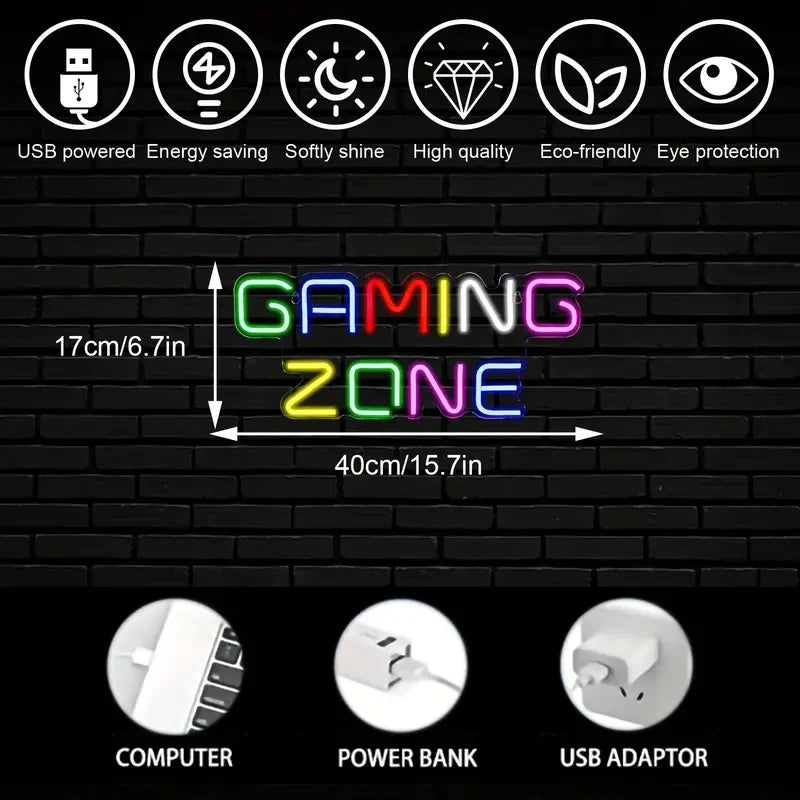 USB powered Energy saving Softly shine High quality Eco-friendly Eye protection
GAMING
17cm/6.7in
ZONE
40cm/15.7in
COMPUTER POWER BANK USB ADAPTOR